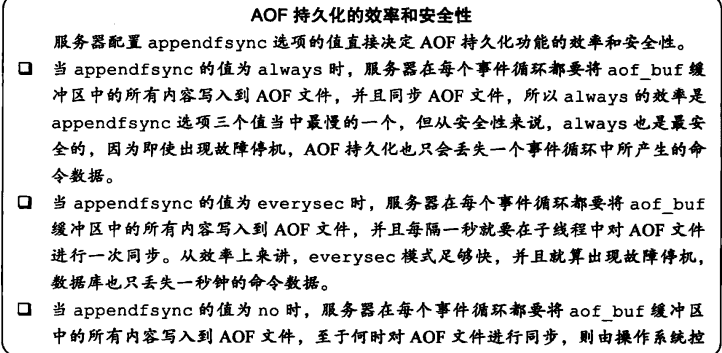 AOF 持久化的效率和安全性
服务器配置 appendfsync 选项的值直接决定 AOF 持久化功能的效率和安全性。
❑ 当 appendfsync 的值为 always 时，服务器在每个事件循环都要将 aof_buf 缓
冲区中的所有内容写入到 AOF 文件，并且同步 AOF 文件，所以 always 的效率是
appendfsync 选项三个值当中最慢的一个，但从安全性来说，always 也是最安
全的，因为即使出现故障停机，AOF 持久化也只会丢失一个事件循环中所产生的命
令数据。
❑ 当 appendfsync 的值为 everysec 时，服务器在每个事件循环都要将 aof_buf
缓冲区中的所有内容写入到 AOF 文件，并且每隔一秒就要在子线程中对 AOF 文件
进行一次同步。从效率上来讲，everysec 模式足够快，并且就算出现故障停机，
数据库也只丢失一秒钟的命令数据。
❑ 当 appendfsync 的值为 no 时，服务器在每个事件循环都要将 aof_buf 缓冲区
中的所有内容写入到 AOF 文件，至于何时对 AOF 文件进行同步，则由操作系统控